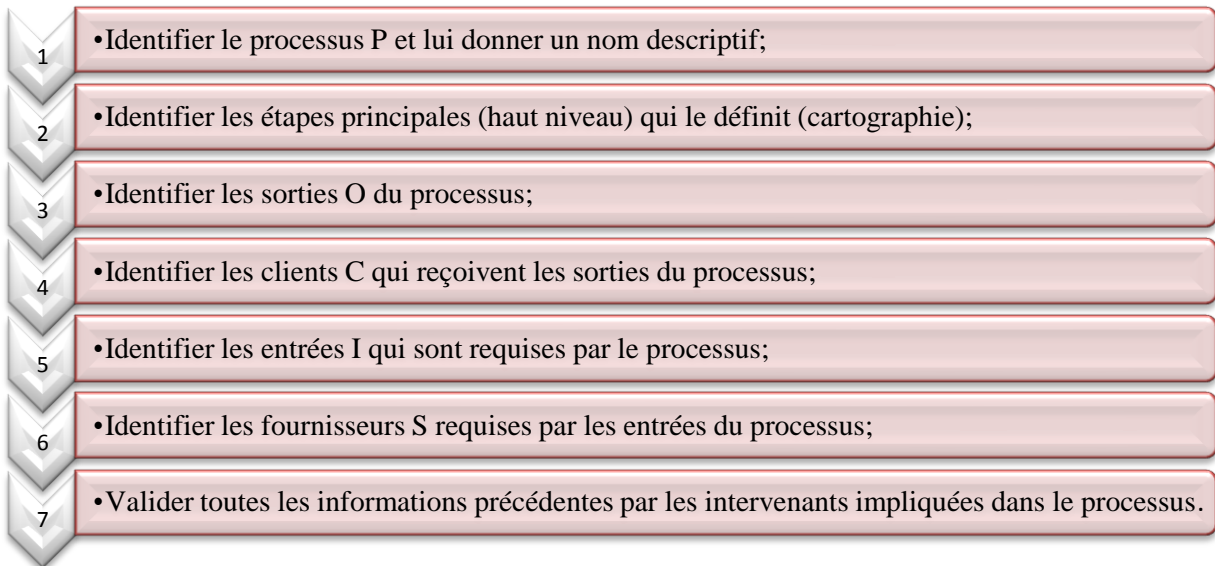 1 •Identifier le processus P et lui donner un nom descriptif;
2 •Identifier les étapes principales (haut niveau) qui le définit (cartographie);
3 •Identifier les sorties O du processus;
4 •Identifier les clients C qui reçoivent les sorties du processus;
5 •Identifier les entrées I qui sont requises par le processus;
6 •Identifier les fournisseurs S requises par les entrées du processus;
7 •Valider toutes les informations précédentes par les intervenants impliquées dans le processus.